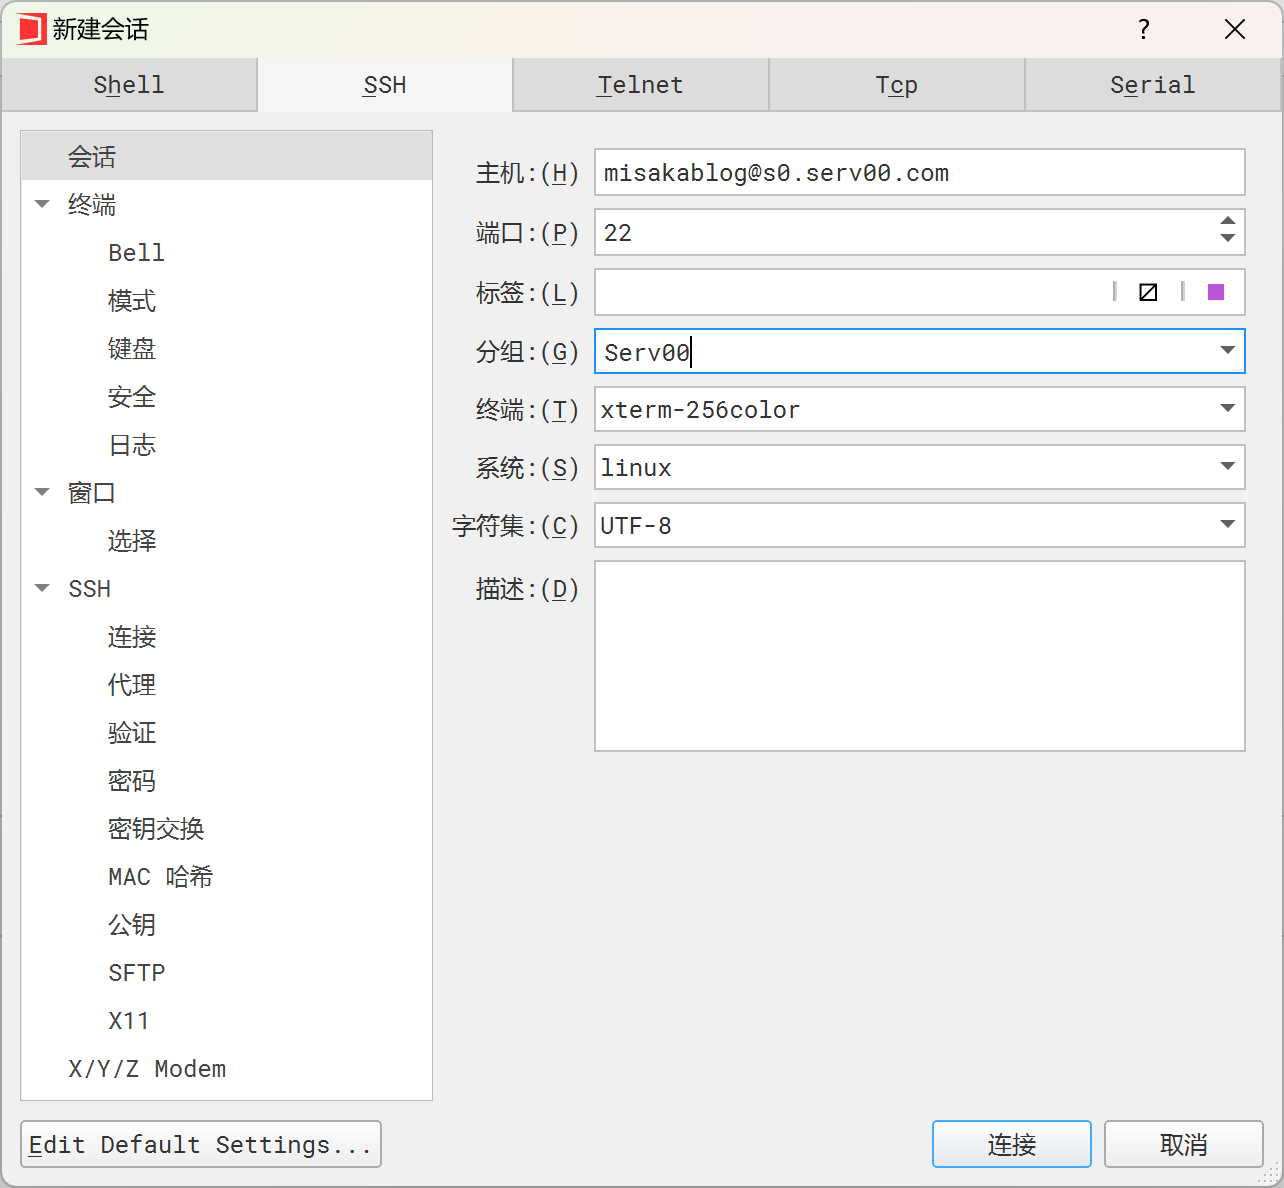 新建会话
?
Shell
SSH
Telnet
Tcp
Serial
会话
终端
Bell
模式
键盘
安全
日志
窗口
选择
SSH
连接
代理
验证
密码
密钥交换
MAC 哈希
公钥
SFTP
X11
X/Y/Z Modem
主机:(H) misakablog@s0.serv00.com
端口:(P) 22
标签:(L)
分组:(G) Serv00
终端:(T) xterm-256color
系统:(S) linux
字符集:(C) UTF-8
描述:(D)
Edit Default Settings...
连接
取消